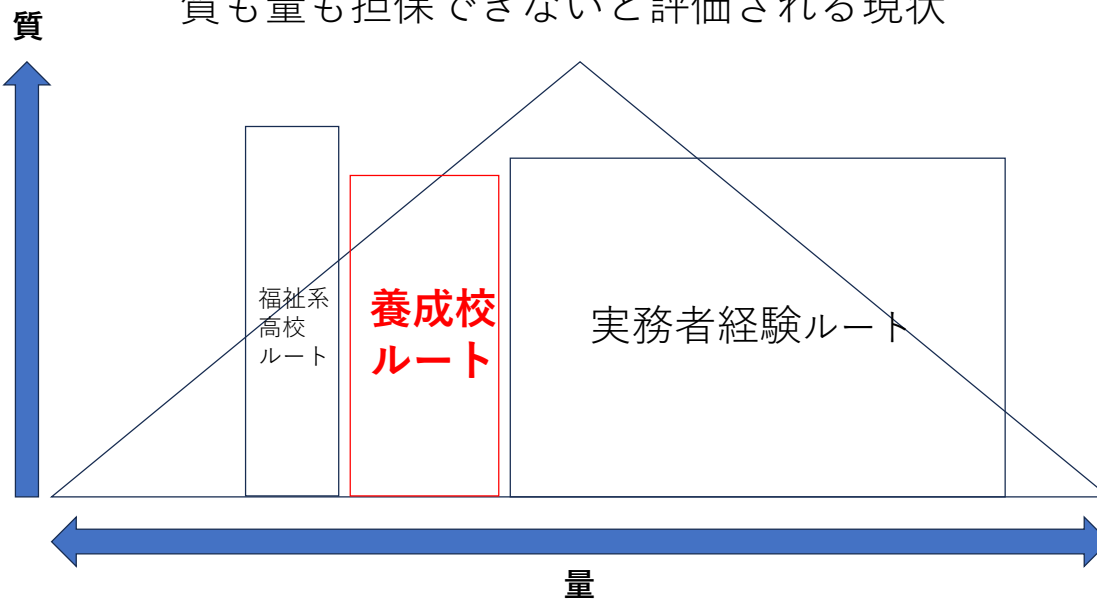 質も量も担保できないと評価される現状
質
福祉系
高校
ルート
養成校
ルート
実務者経験ルート
量